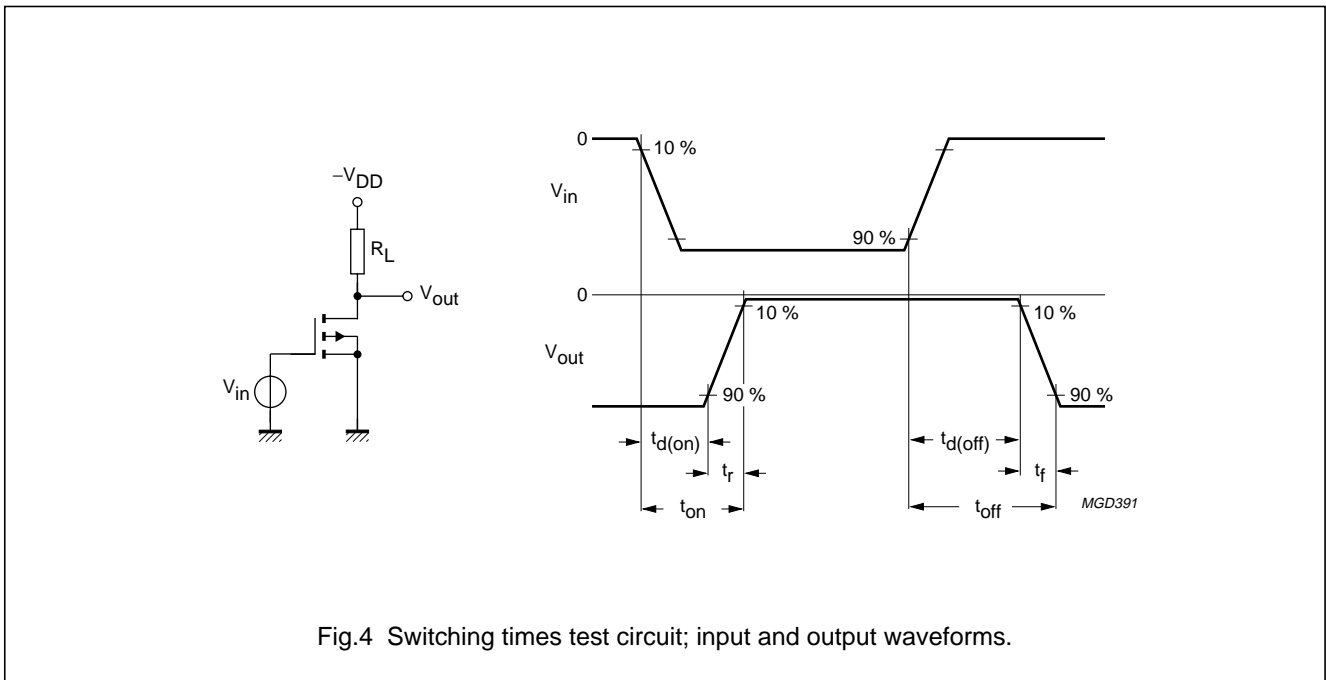 −VDD
RL
Vout
Vin
0
10 %
Vin
90 %
0
10 %
10 %
Vout
90 %
90 %
td(on)
td(off)
tr
tf
ton
toff
MGD391
Fig.4 Switching times test circuit; input and output waveforms.